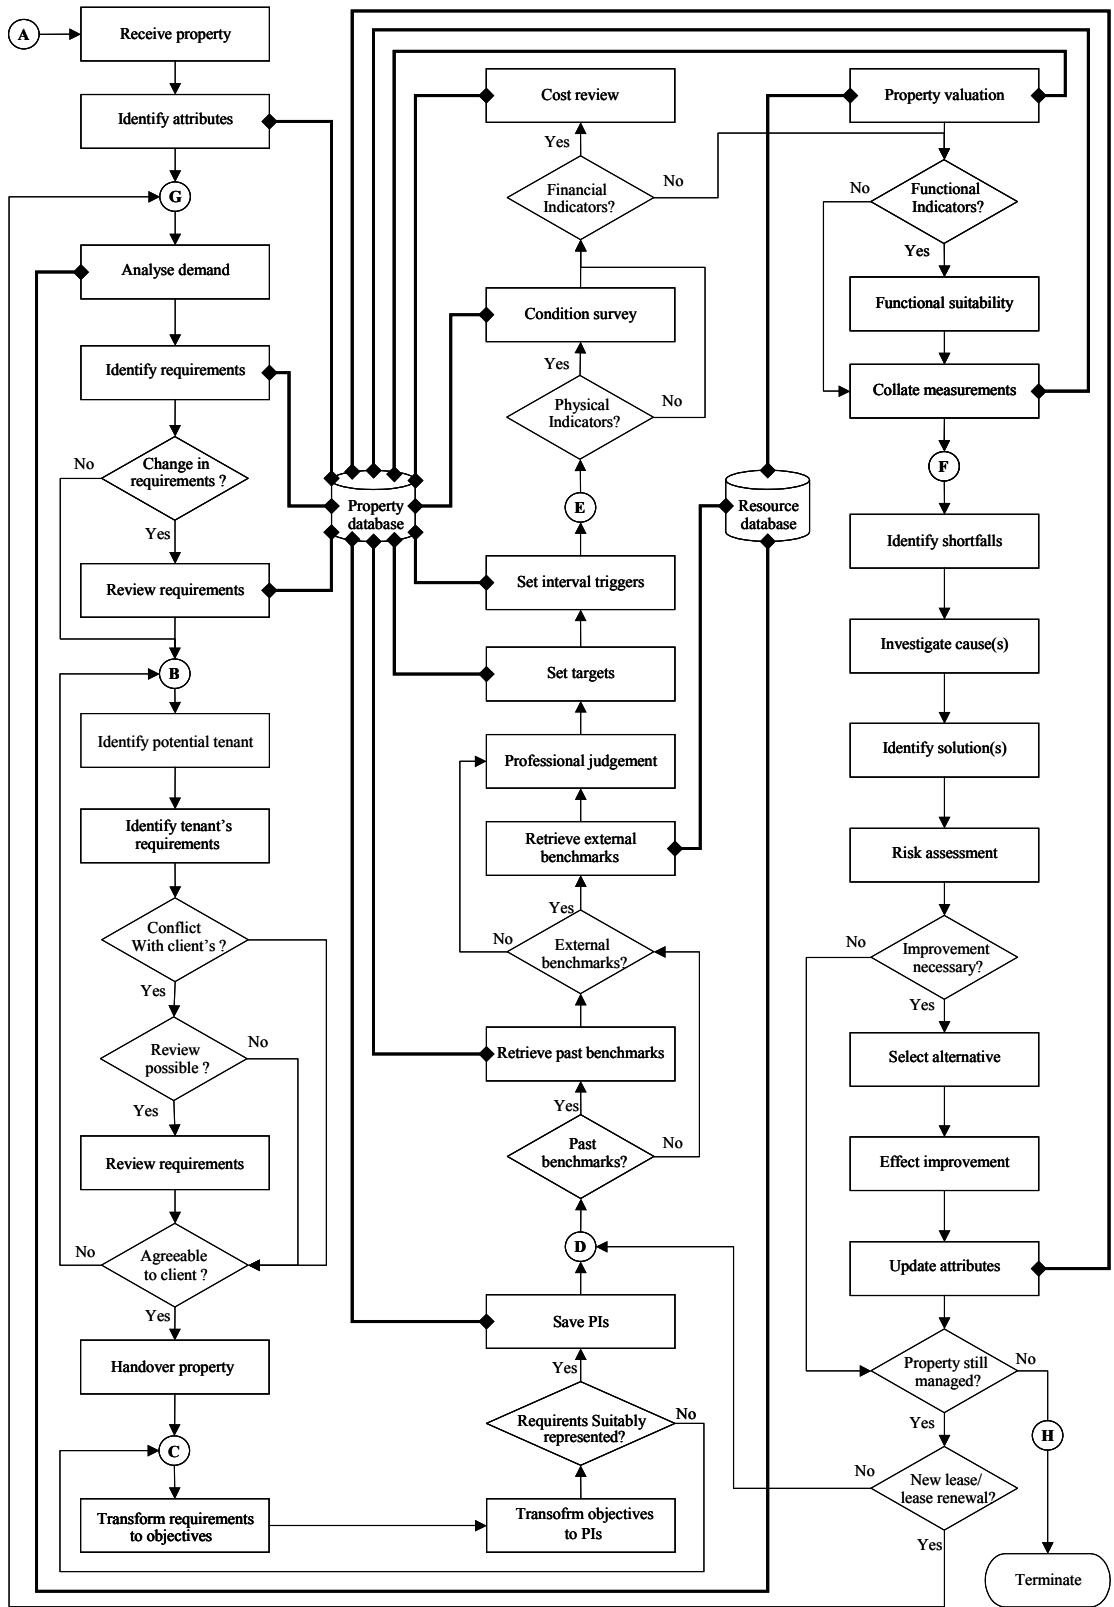 A
Receive property
Identify attributes
G
Analyse demand
Identify requirements
No
Change in
requirements ?
Yes
Review requirements
B
Identify potential tenant
Identify tenant’s
requirements
Conflict
With client's ?
Yes
Review
possible ?
No
Yes
Review requirements
No
Agreeable
to client ?
Yes
Handover property
C
Transform requirements
to objectives
Property
database
Cost review
Yes
Financial
Indicators?
No
Condition survey
Yes
Physical
Indicators?
No
E
Set interval triggers
Set targets
Professional judgement
Retrieve external
benchmarks
Yes
No
External
benchmarks?
Retrieve past benchmarks
Yes
Past
benchmarks?
No
D
Save PIs
Yes
Requirents Suitably
represented?
No
Transofrm objectives
to PIs
Resource
database
Property valuation
No
Functional
Indicators?
Yes
Functional suitability
Collate measurements
F
Identify shortfalls
Investigate cause(s)
Identify solution(s)
Risk assessment
No
Improvement
necessary?
Yes
Select alternative
Effect improvement
Update attributes
Property still
managed?
No
Yes
H
No
New lease/
lease renewal?
Yes
Terminate